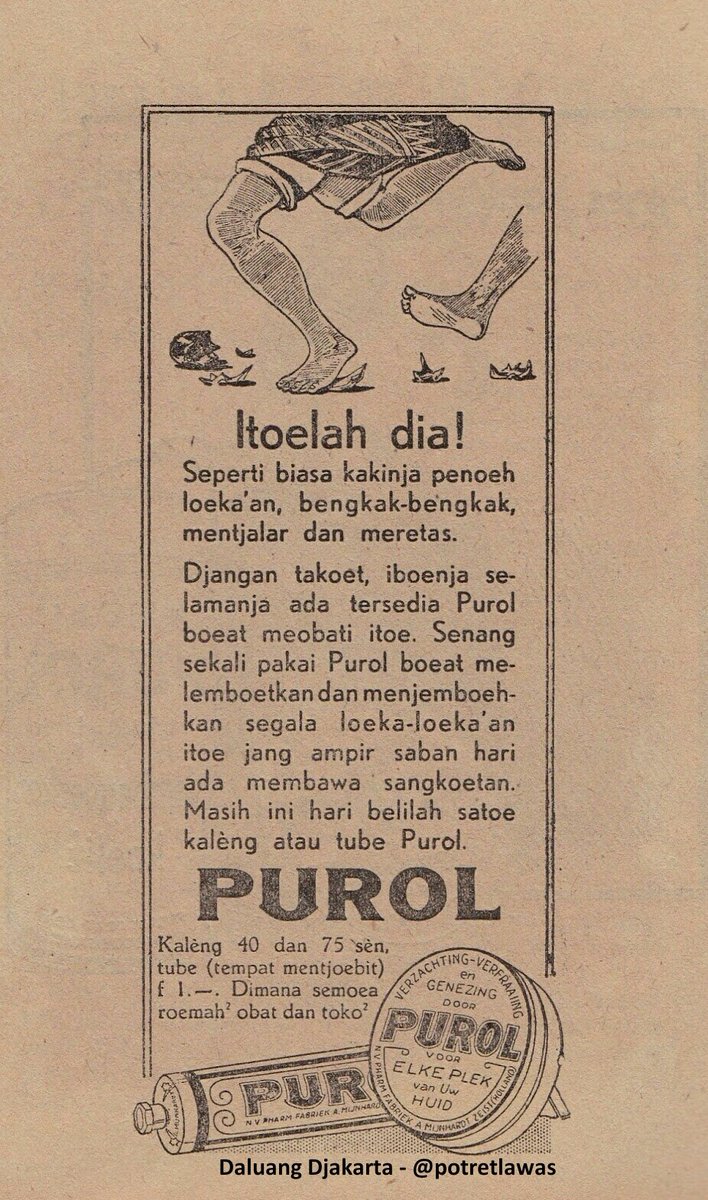 Itoelah dia!
Seperti biasa kakinja penoeh
loeka'an, bengkak-bengkak,
mentjalar dan meretas.
Djangan takoet, iboenja se-
lamanja ada tersedia Purol
boeat meobati itoe. Senang
sekali pakai Purol boeat me-
lemboetkan dan menjemboeh-
kan segala loeka-loeka'an
itoe jang ampir saban hari
ada membawa sangkoetan.
Masih ini hari belilah satoe
kalèng atau tube Purol.
PUROL
Kalèng 40 dan 75 sèn,
tube (tempat mentjoebit)
f 1.—. Dimana semoea
roemah² obat dan toko²
VERZACHTING-VERFRAAIING
en
GENEZING
DOOR
PUROL
VOOR
ELKE PLEK
van Uw
HUID
N V PHARM FABRIEK A MIJNHARDT ZEIST (HOLLAND)
PUR
N V PHARM FABRIEK A MIJNHARD
Daluang Djakarta - @potretlawas